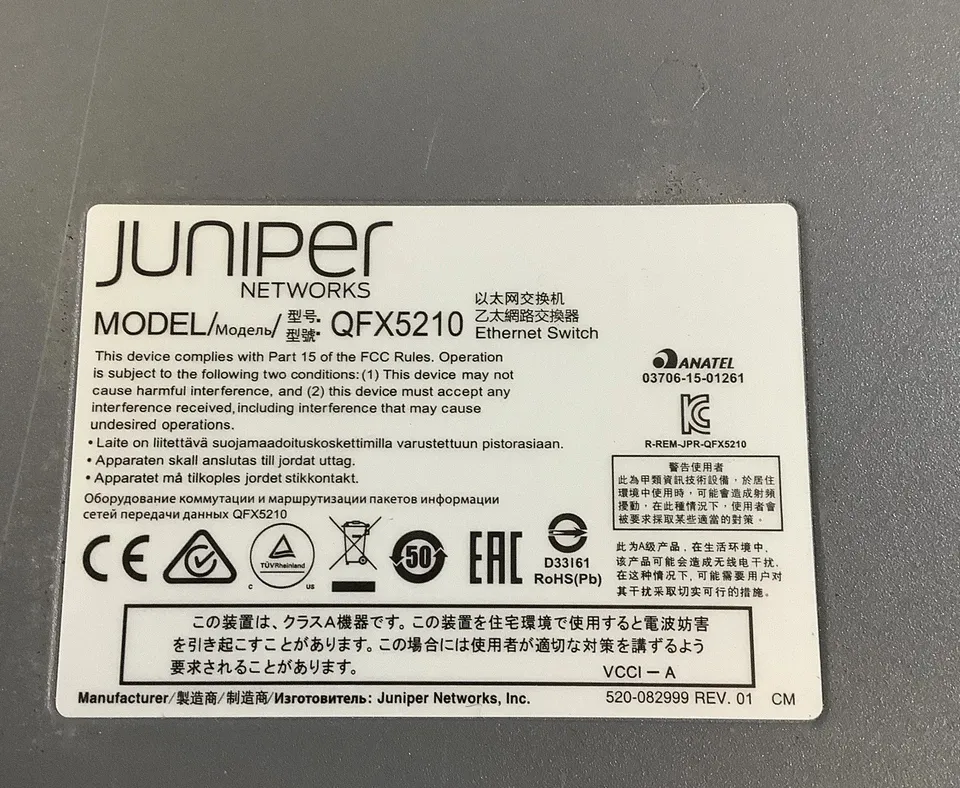 JUNIPER
NETWORKS
MODEL/Модель/型号:型號: QFX5210
以太网交换机
乙太網路交換器
Ethernet Switch
This device complies with Part 15 of the FCC Rules. Operation
is subject to the following two conditions: (1) This device may not
cause harmful interference, and (2) this device must accept any
interference received, including interference that may cause
undesired operations.
• Laite on liitettävä suojamaadoituskoskettimilla varustettuun pistorasiaan.
• Apparaten skall anslutas till jordat uttag.
• Apparatet må tilkoples jordet stikkontakt.
Оборудование коммутации и маршрутизации пакетов информации
сетей передачи данных QFX5210
ANATEL
03706-15-01261
R-REM-JPR-QFX5210
警告使用者
此為甲類資訊技術設備，於居住
環境中使用時，可能會造成射頻
擾動，在此種情況下，使用者會
被要求採取某些適當的對策。
此为A级产品，在生活环境中，
该产品可能会造成无线电干扰，
在这种情况下，可能需要用户对
其干扰采取切实可行的措施。
CE
TÜVRheinland
C US
50
EAC
D33I61
RoHS(Pb)
この装置は、クラスA機器です。この装置を住宅環境で使用すると電波妨害
を引き起こすことがあります。この場合には使用者が適切な対策を講ずるよう
要求されることがあります。
VCCI－A
Manufacturer/製造商/制造商/Изготовитель: Juniper Networks, Inc.
520-082999 REV. 01 CM